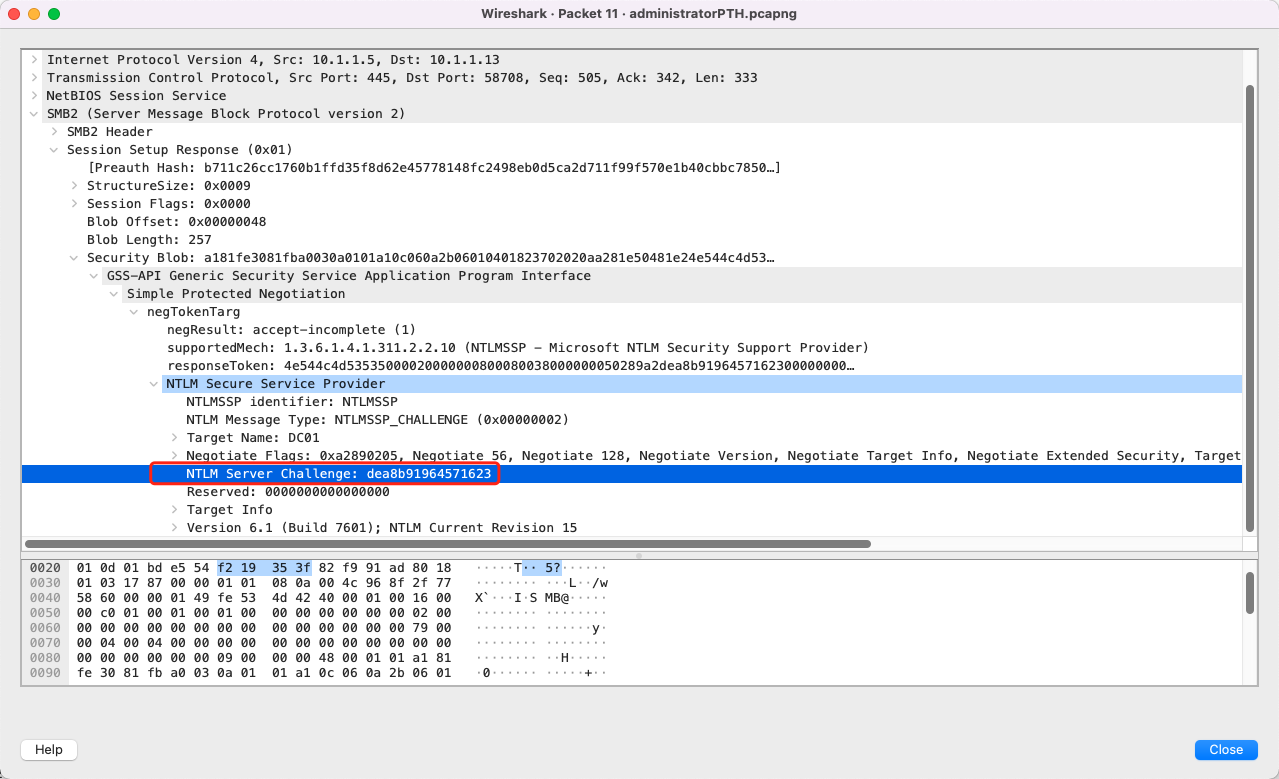 Wireshark · Packet 11 · administratorPTH.pcapng
Internet Protocol Version 4, Src: 10.1.1.5, Dst: 10.1.1.13
Transmission Control Protocol, Src Port: 445, Dst Port: 58708, Seq: 505, Ack: 342, Len: 333
NetBIOS Session Service
SMB2 (Server Message Block Protocol version 2)
SMB2 Header
Session Setup Response (0x01)
[Preauth Hash: b711c26cc1760b1ffd35f8d62e45778148fc2498eb0d5ca2d711f99f570e1b40cbbc7850…]
StructureSize: 0x0009
Session Flags: 0x0000
Blob Offset: 0x00000048
Blob Length: 257
Security Blob: a181fe3081fba0030a0101a10c060a2b06010401823702020aa281e50481e24e544c4d53…
GSS-API Generic Security Service Application Program Interface
Simple Protected Negotiation
negTokenTarg
negResult: accept-incomplete (1)
supportedMech: 1.3.6.1.4.1.311.2.2.10 (NTLMSSP - Microsoft NTLM Security Support Provider)
responseToken: 4e544c4d53535000020000000800080038000000050289a2dea8b91964571623000000000…
NTLM Secure Service Provider
NTLMSSP identifier: NTLMSSP
NTLM Message Type: NTLMSSP_CHALLENGE (0x00000002)
Target Name: DC01
Negotiate Flags: 0xa2890205, Negotiate 56, Negotiate 128, Negotiate Version, Negotiate Target Info, Negotiate Extended Security, Target
NTLM Server Challenge: dea8b91964571623
Reserved: 0000000000000000
Target Info
Version 6.1 (Build 7601); NTLM Current Revision 15
0020 01 0d 01 bd e5 54 f2 19 35 3f 82 f9 91 ad 80 18 ·····T·· 5?······
0030 01 03 17 87 00 00 01 01 08 0a 00 4c 96 8f 2f 77 ········ ···L··/w
0040 58 60 00 00 01 49 fe 53 4d 42 40 00 01 00 16 00 X`···I·S MB@·····
0050 00 c0 01 00 01 00 01 00 00 00 00 00 00 00 02 00 ········ ········
0060 00 00 00 00 00 00 00 00 00 00 00 00 00 00 79 00 ········ ······y·
0070 00 04 00 04 00 00 00 00 00 00 00 00 00 00 00 00 ········ ········
0080 00 00 00 00 00 00 09 00 00 00 48 00 01 01 a1 81 ········ ··H·····
0090 fe 30 81 fb a0 03 0a 01 01 a1 0c 06 0a 2b 06 01 ·0······ ·····+··
Help
Close